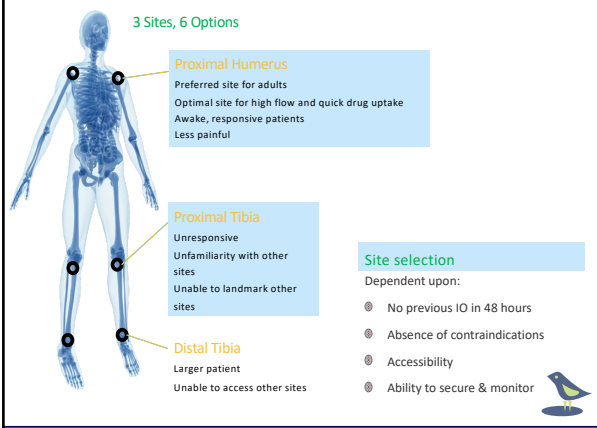 3 Sites, 6 Options
Proximal Humerus
Preferred site for adults
Optimal site for high flow and quick drug uptake
Awake, responsive patients
Less painful
Proximal Tibia
Unresponsive
Unfamiliarity with other
sites
Unable to landmark other
sites
Distal Tibia
Larger patient
Unable to access other sites
Site selection
Dependent upon:
No previous IO in 48 hours
Absence of contraindications
Accessibility
Ability to secure & monitor